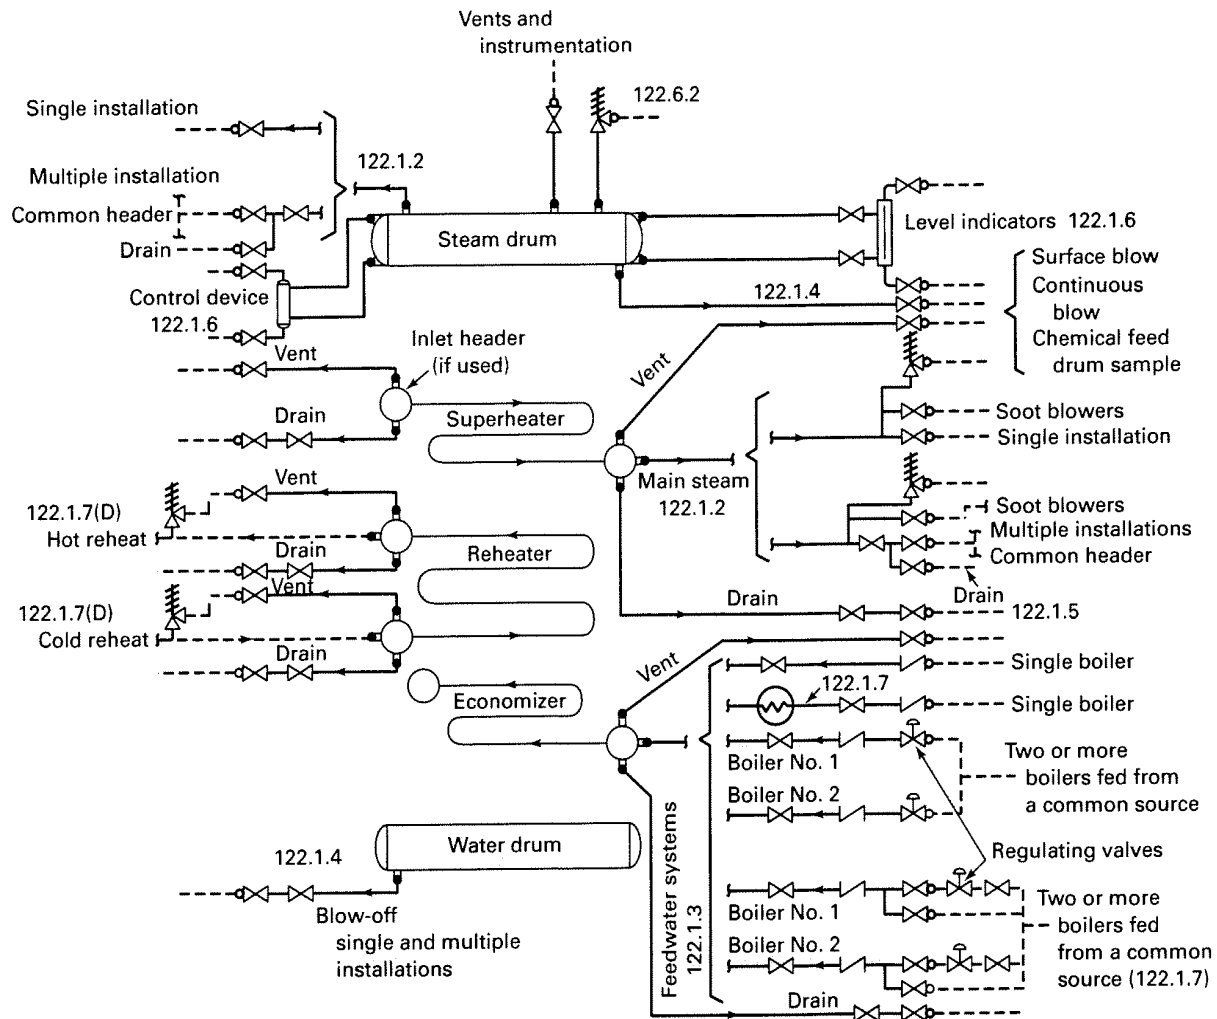 Vents and
instrumentation
122.6.2
Single installation
122.1.2
Multiple installation
Common header
Drain
Steam drum
Level indicators 122.1.6
Control device
122.1.6
122.1.4
Surface blow
Continuous
blow
Chemical feed
drum sample
Vent
Inlet header
(if used)
Vent
Drain
Superheater
Soot blowers
Single installation
Main steam
122.1.2
Vent
122.1.7(D)
Hot reheat
Drain
Reheater
Soot blowers
Multiple installations
Common header
Drain
Vent
122.1.7(D)
Cold reheat
Drain
Drain
122.1.5
Vent
Single boiler
Economizer
122.1.7
Single boiler
Boiler No. 1
Boiler No. 2
Two or more
boilers fed from
a common source
Regulating valves
Water drum
122.1.4
Blow-off
single and multiple
installations
Feedwater systems
122.1.3
Boiler No. 1
Boiler No. 2
Two or more
boilers fed
from a common
source (122.1.7)
Drain